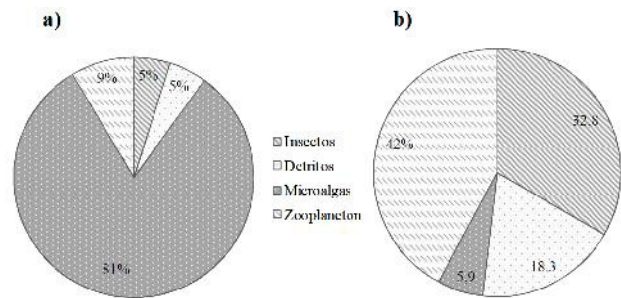 a)
9%
5%
5%
81%
Insectos
Detritos
Microalgas
Zooplancton
b)
32.8
42%
18.3
5.9